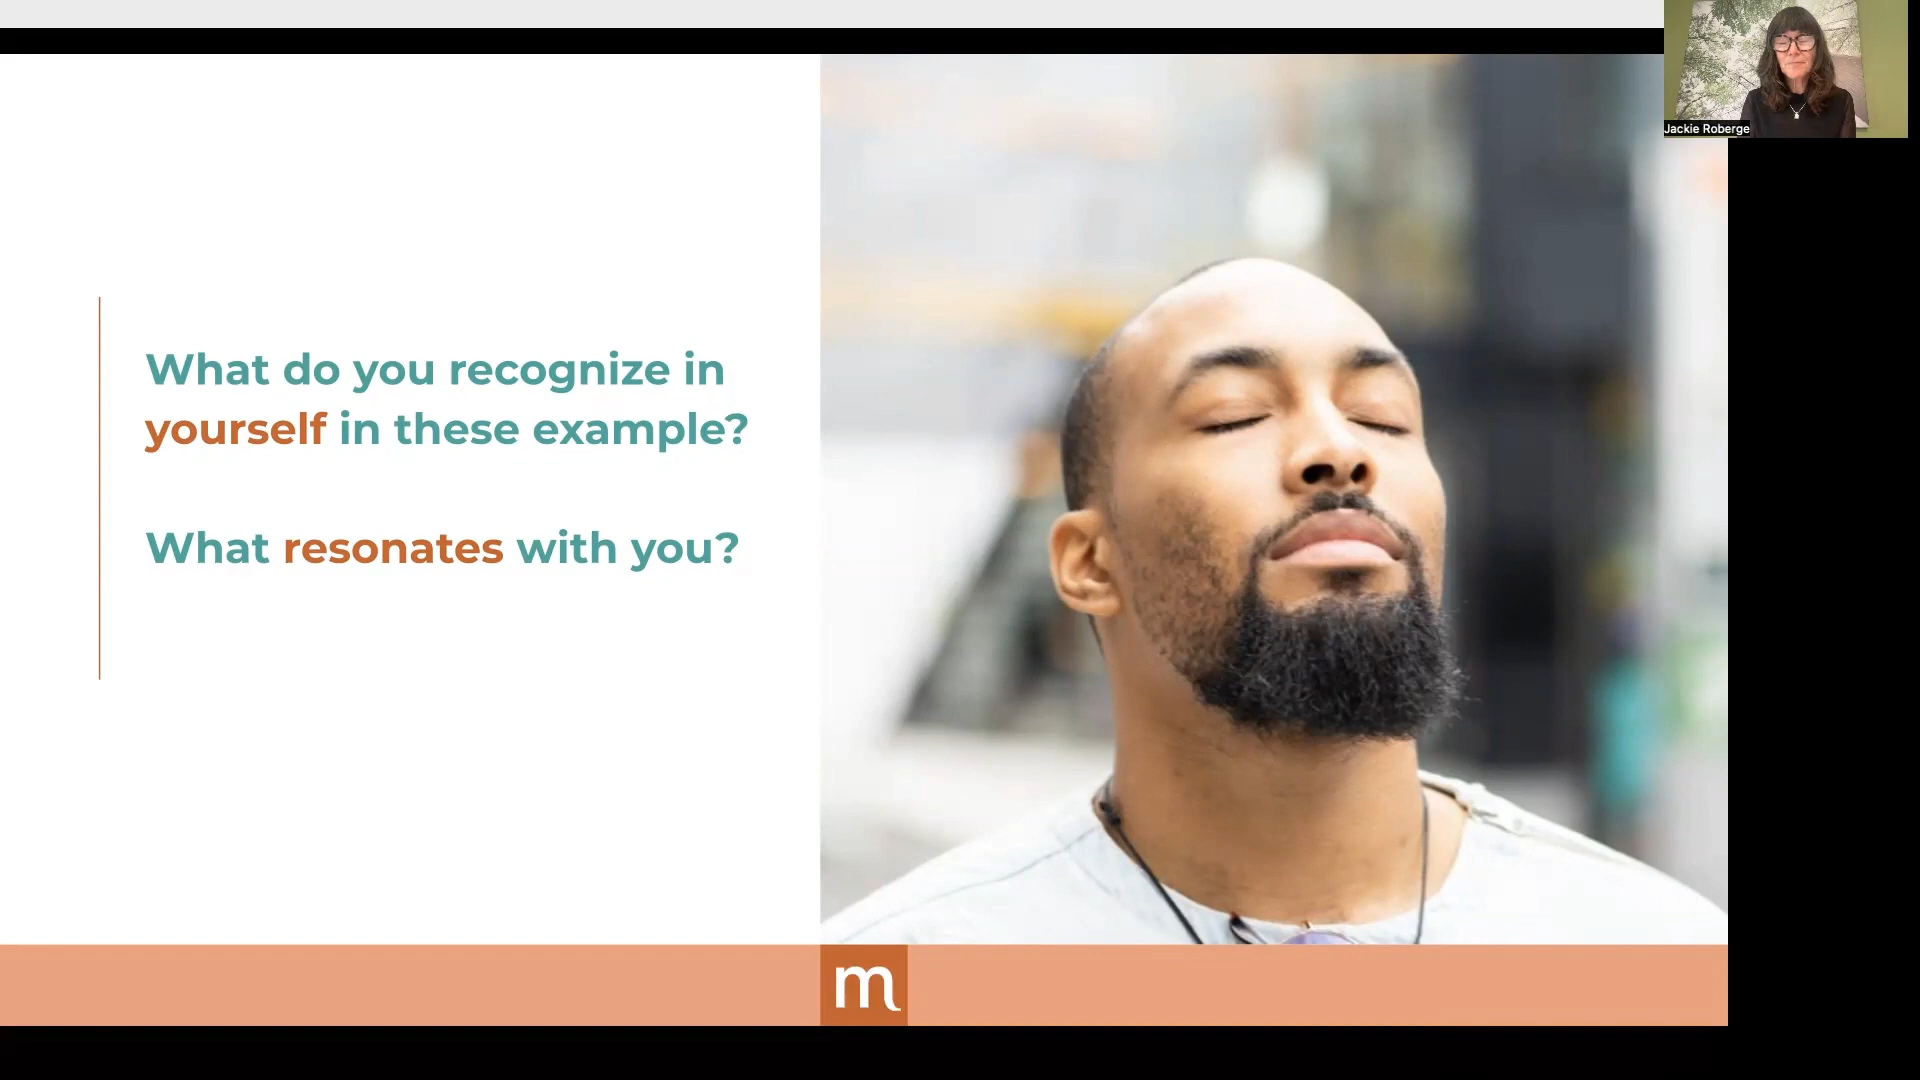 Jackie Roberge
What do you recognize in
yourself in these example?
What resonates with you?
m